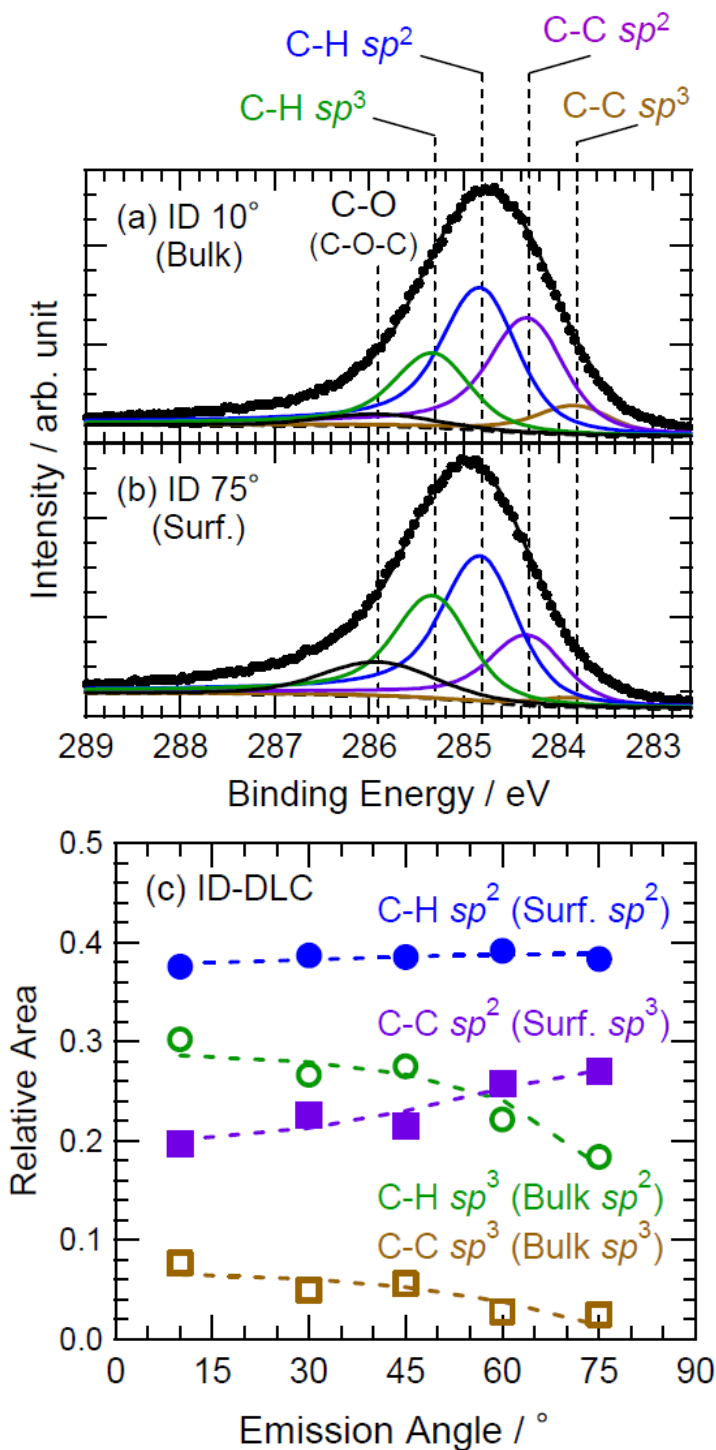 C-H sp² C-C sp²
C-H sp³ C-C sp³
(a) ID 10°
(Bulk)
C-O
(C-O-C)
(b) ID 75°
(Surf.)
Intensity / arb. unit
289 288 287 286 285 284 283
Binding Energy / eV
0.5
0.4
0.3
0.2
0.1
0.0
Relative Area
(c) ID-DLC
C-H sp² (Surf. sp²)
C-C sp² (Surf. sp³)
C-H sp³ (Bulk sp²)
C-C sp³ (Bulk sp³)
0 15 30 45 60 75 90
Emission Angle / °